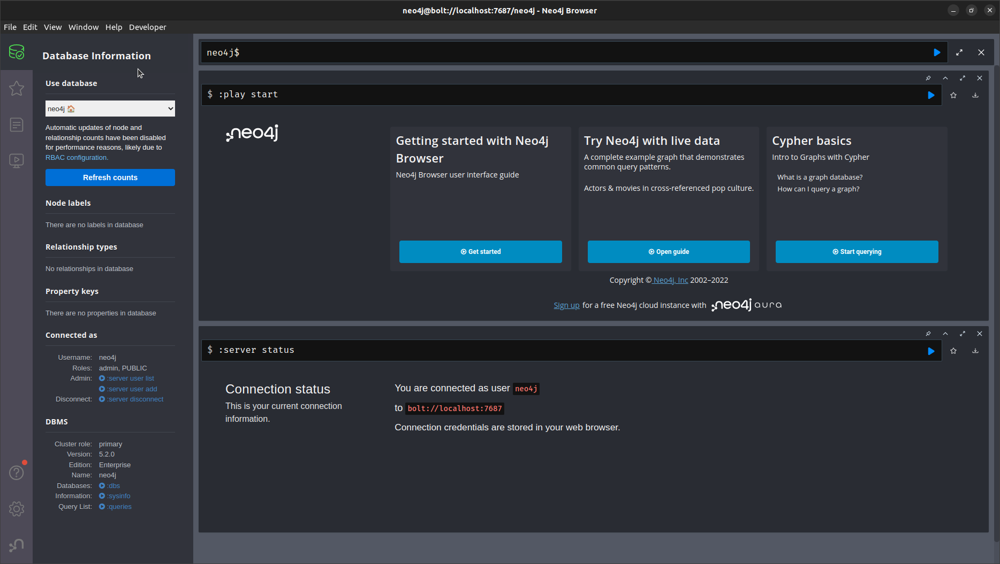 neo4j@bolt://localhost:7687/neo4j - Neo4j Browser
File Edit View Window Help Developer
Database Information
Use database
neo4j
Automatic updates of node and
relationship counts have been disabled
for performance reasons, likely due to
RBAC configuration.
Refresh counts
Node labels
There are no labels in database
Relationship types
No relationships in database
Property keys
There are no properties in database
Connected as
Username: neo4j
Roles: admin, PUBLIC
Admin: :server user list
:server user add
Disconnect: :server disconnect
DBMS
Cluster role: primary
Version: 5.2.0
Edition: Enterprise
Name: neo4j
Databases: :dbs
Information: :sysinfo
Query List: :queries
neo4j$
$ :play start
neo4j
Getting started with Neo4j
Browser
Neo4j Browser user interface guide
Get started
Try Neo4j with live data
A complete example graph that demonstrates
common query patterns.
Actors & movies in cross-referenced pop culture.
Open guide
Cypher basics
Intro to Graphs with Cypher
What is a graph database?
How can I query a graph?
Start querying
Copyright © Neo4j, Inc 2002–2022
Sign up for a free Neo4j cloud instance with neo4j aura
$ :server status
Connection status
This is your current connection
information.
You are connected as user neo4j
to bolt://localhost:7687
Connection credentials are stored in your web browser.